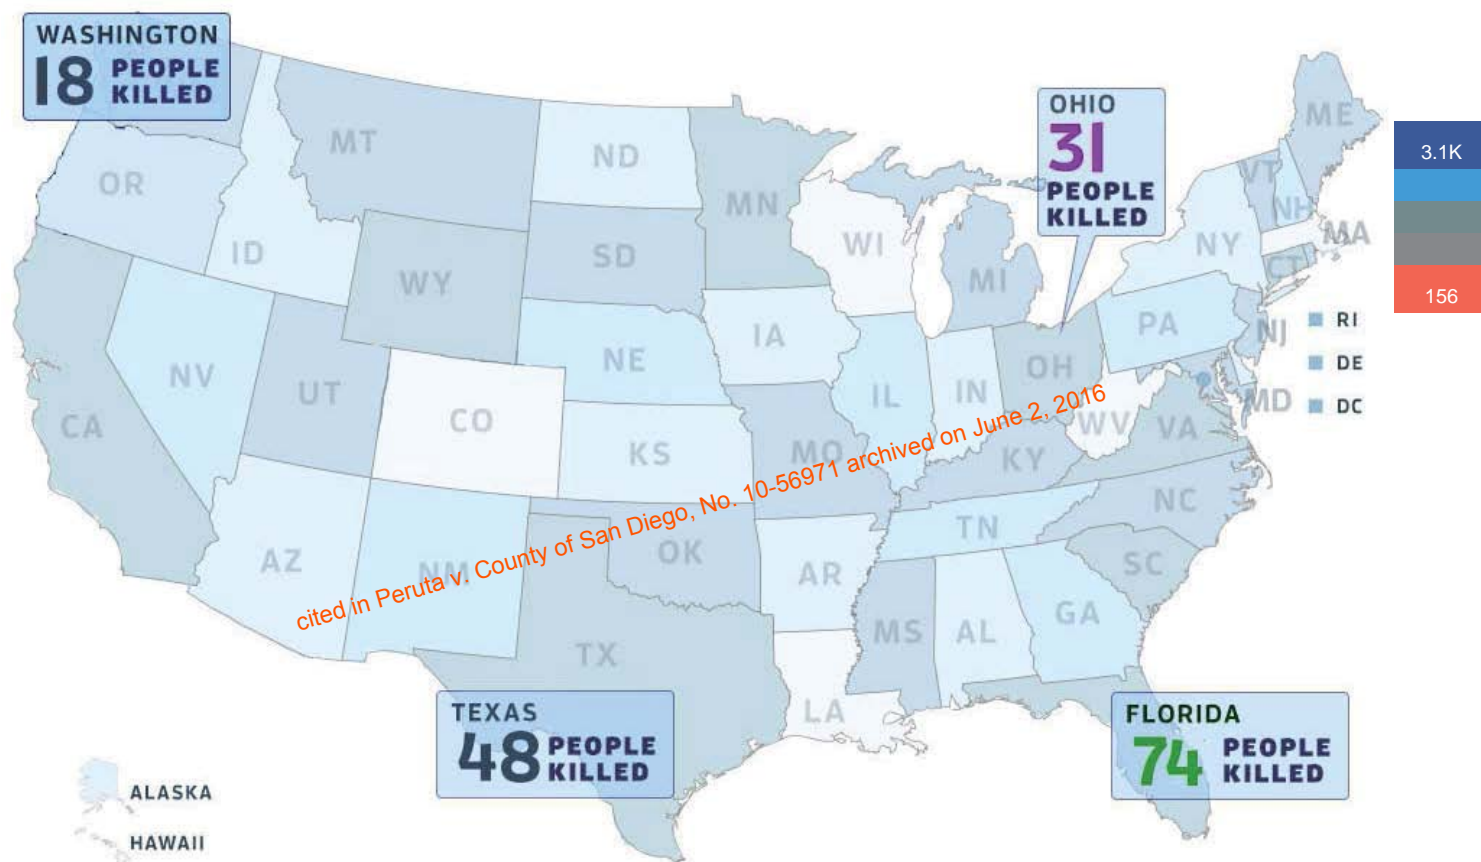 WASHINGTON
18 PEOPLE
KILLED
OHIO
31
PEOPLE
KILLED
ME
3.1K
MT
ND
VT
OR
MN
NH
WI
NY
MA
ID
SD
CT
WY
MI
156
RI
PA
NJ
IA
NE
OH
DE
NV
UT
IL
IN
MD
DC
CA
CO
WV
VA
KS
MO
KY
cited in Peruta v. County of San Diego, No. 10-56971 archived on June 2, 2016
NC
TN
AZ
NM
OK
AR
SC
GA
MS
AL
TX
LA
TEXAS
48 PEOPLE
KILLED
FLORIDA
74 PEOPLE
KILLED
ALASKA
HAWAII